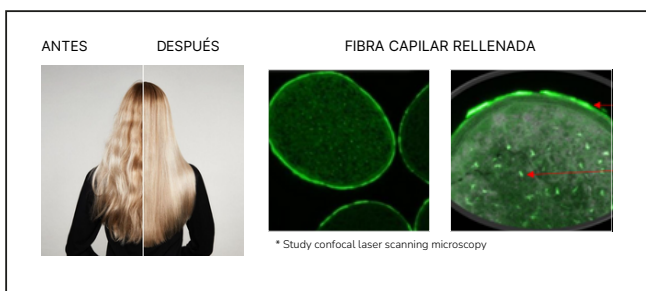 ANTES
DESPUÉS
FIBRA CAPILAR RELLENADA
* Study confocal laser scanning microscopy